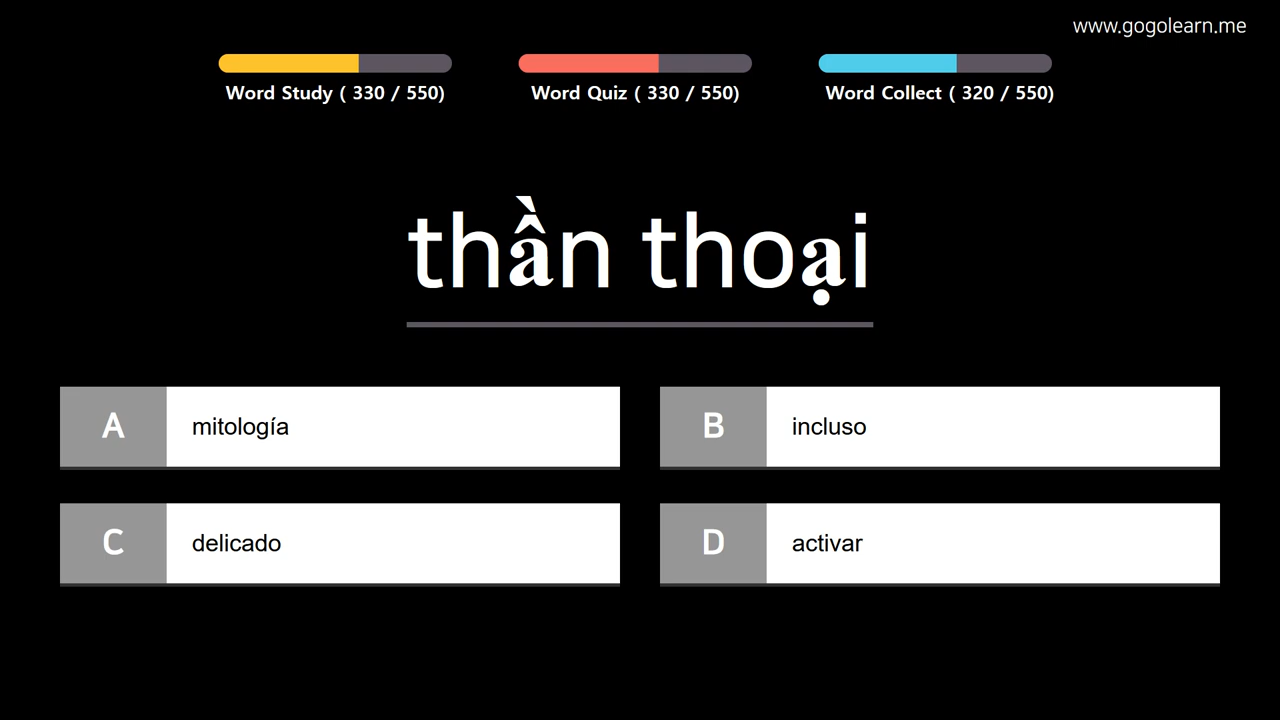 www.gogolearn.me
Word Study ( 330 / 550)
Word Quiz ( 330 / 550)
Word Collect ( 320 / 550)
thần thoại
A mitología
B incluso
C delicado
D activar